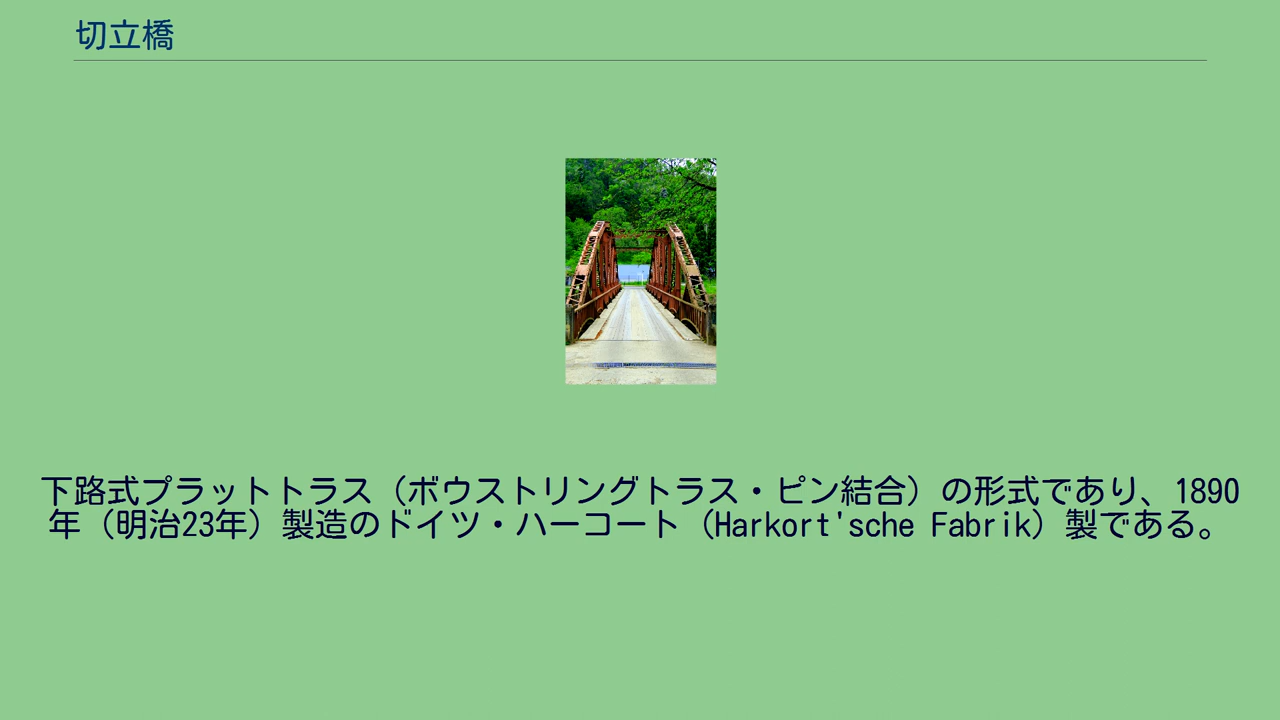 切立橋
下路式プラットトラス（ボウストリングトラス・ピン結合）の形式であり、1890
年（明治23年）製造のドイツ・ハーコート（Harkort'sche Fabrik）製である。